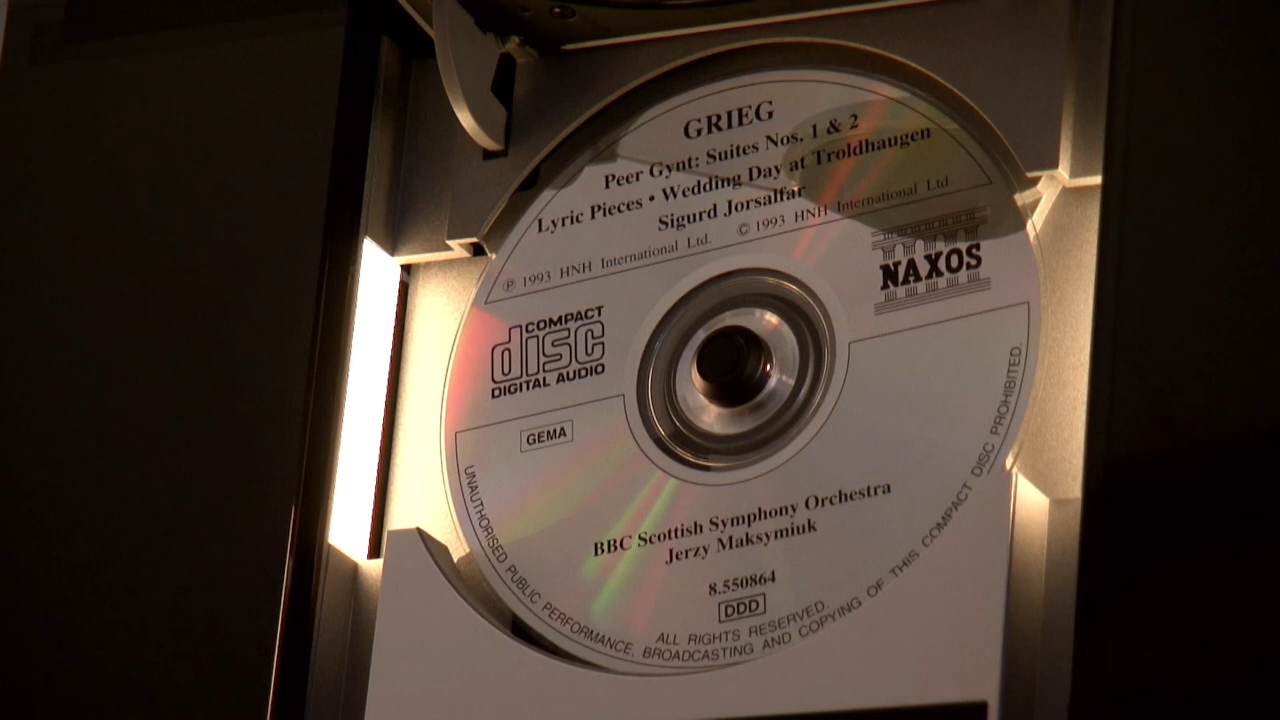 GRIEG
Peer Gynt: Suites Nos. 1 & 2
Lyric Pieces • Wedding Day at Troldhaugen
Sigurd Jorsalfar
℗ 1993 HNH International Ltd. © 1993 HNH International Ltd.
NAXOS
COMPACT
disc
DIGITAL AUDIO
GEMA
BBC Scottish Symphony Orchestra
Jerzy Maksymiuk
8.550864
DDD
ALL RIGHTS RESERVED.
UNAUTHORISED PUBLIC PERFORMANCE, BROADCASTING AND COPYING OF THIS COMPACT DISC PROHIBITED.